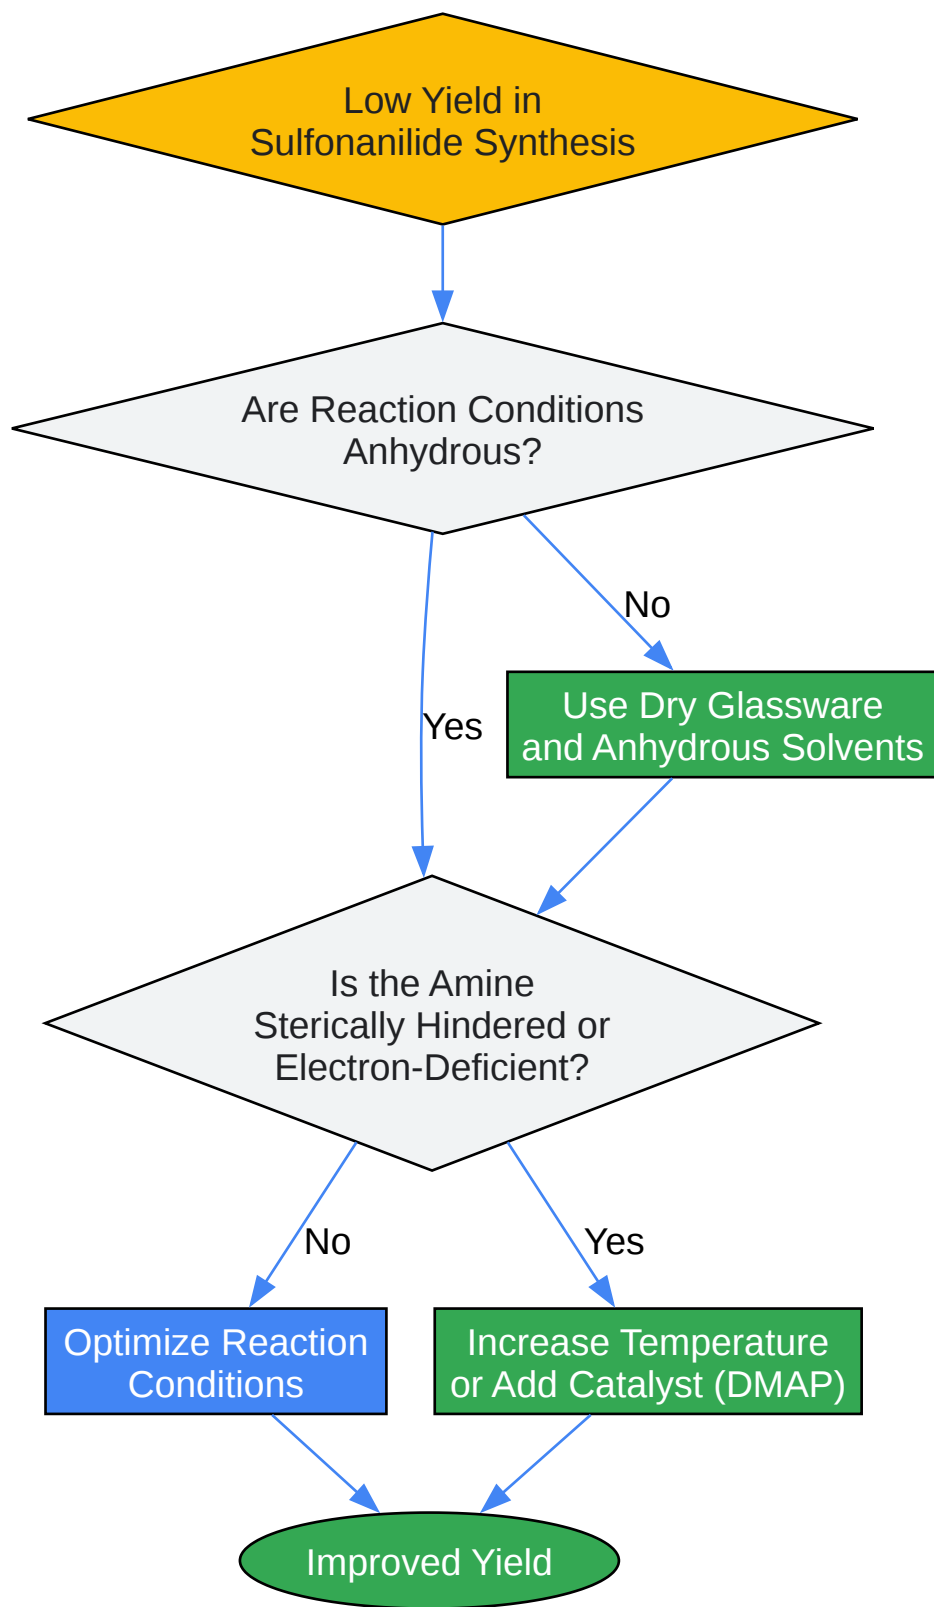 Low Yield in
Sulfonanilide Synthesis
Are Reaction Conditions
Anhydrous?
No
Use Dry Glassware
and Anhydrous Solvents
Yes
Is the Amine
Sterically Hindered or
Electron-Deficient?
No
Yes
Optimize Reaction
Conditions
Increase Temperature
or Add Catalyst (DMAP)
Improved Yield